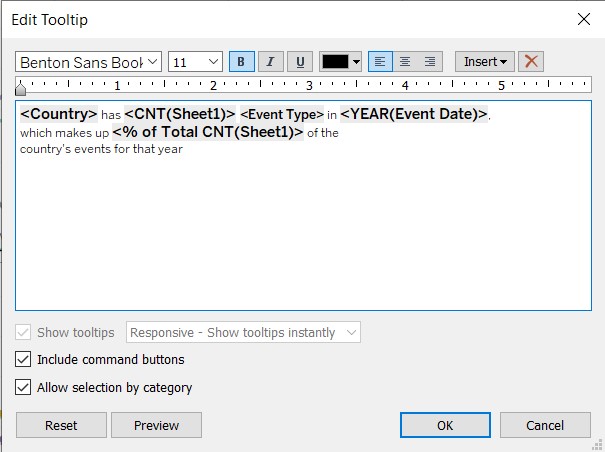 Edit Tooltip
Benton Sans Book 11 B I U Insert
1 2 3 4 5
<Country> has <CNT(Sheet1)> <Event Type> in <YEAR(Event Date)>,
which makes up <% of Total CNT(Sheet1)> of the
country's events for that year
Show tooltips Responsive - Show tooltips instantly
Include command buttons
Allow selection by category
Reset Preview OK Cancel